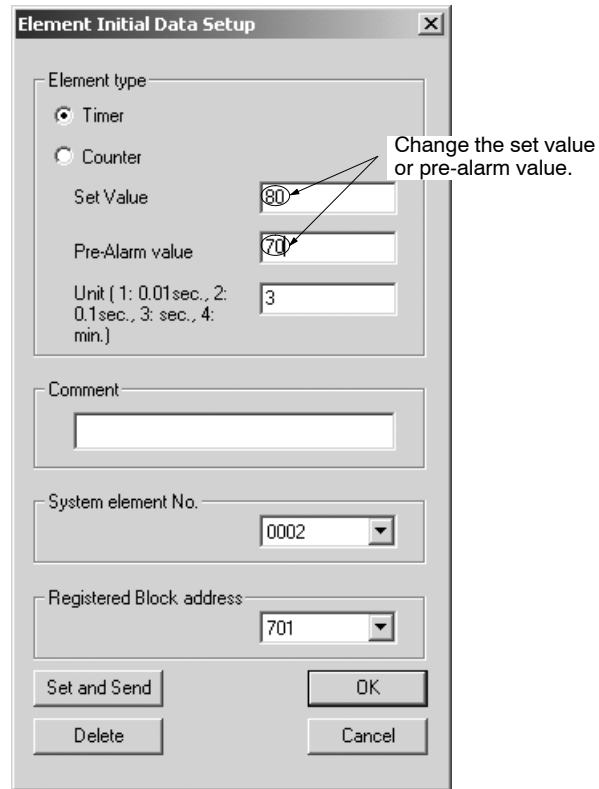 Element Initial Data Setup
Element type
Timer
Counter
Change the set value
or pre-alarm value.
Set Value
80
Pre-Alarm value
70
Unit ( 1: 0.01sec., 2:
0.1sec., 3: sec., 4:
min.)
3
Comment
System element No.
0002
Registered Block address
701
Set and Send
OK
Delete
Cancel